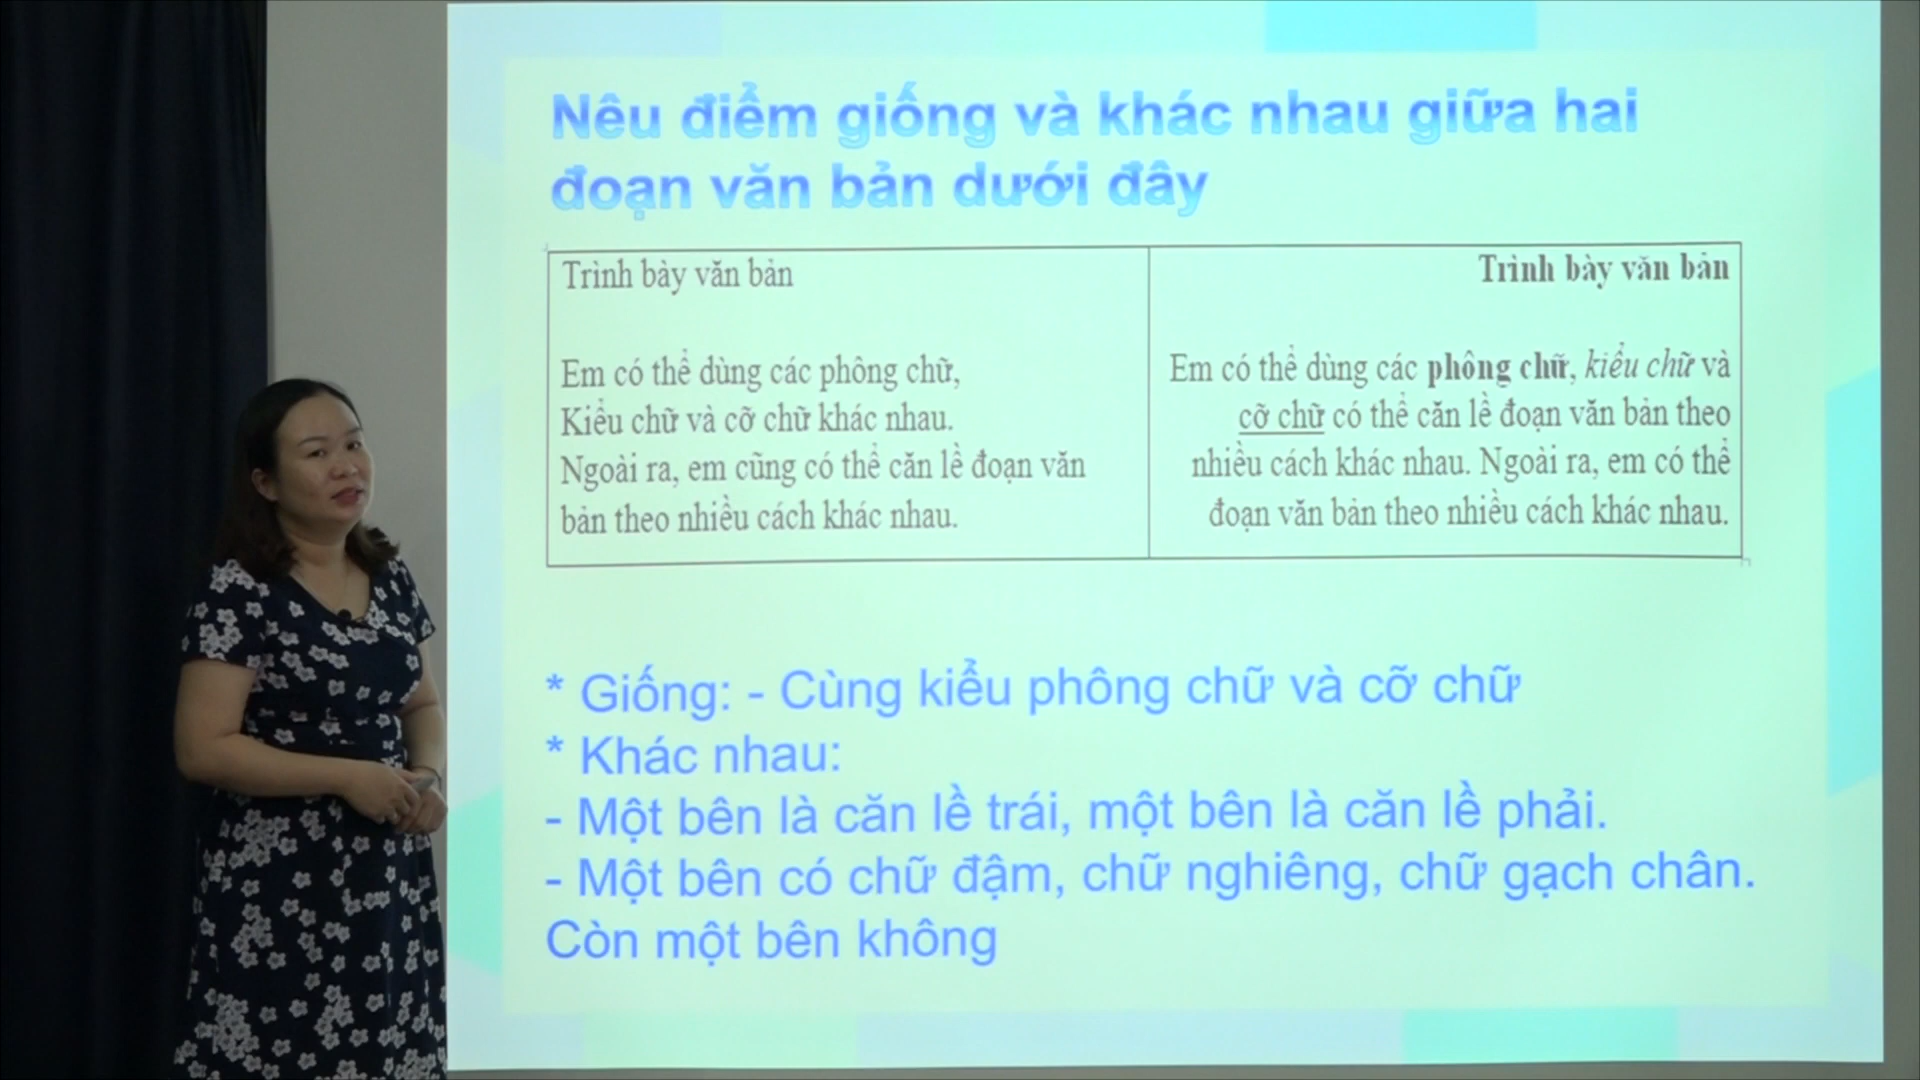 Nêu điểm giống và khác nhau giữa hai
đoạn văn bản dưới đây
Trình bày văn bản
Em có thể dùng các phông chữ,
Kiểu chữ và cỡ chữ khác nhau.
Ngoài ra, em cũng có thể căn lề đoạn văn
bản theo nhiều cách khác nhau.
Trình bày văn bản
Em có thể dùng các phông chữ, kiểu chữ và
cỡ chữ có thể căn lề đoạn văn bản theo
nhiều cách khác nhau. Ngoài ra, em có thể
đoạn văn bản theo nhiều cách khác nhau.
* Giống: - Cùng kiểu phông chữ và cỡ chữ
* Khác nhau:
- Một bên là căn lề trái, một bên là căn lề phải.
- Một bên có chữ đậm, chữ nghiêng, chữ gạch chân.
Còn một bên không